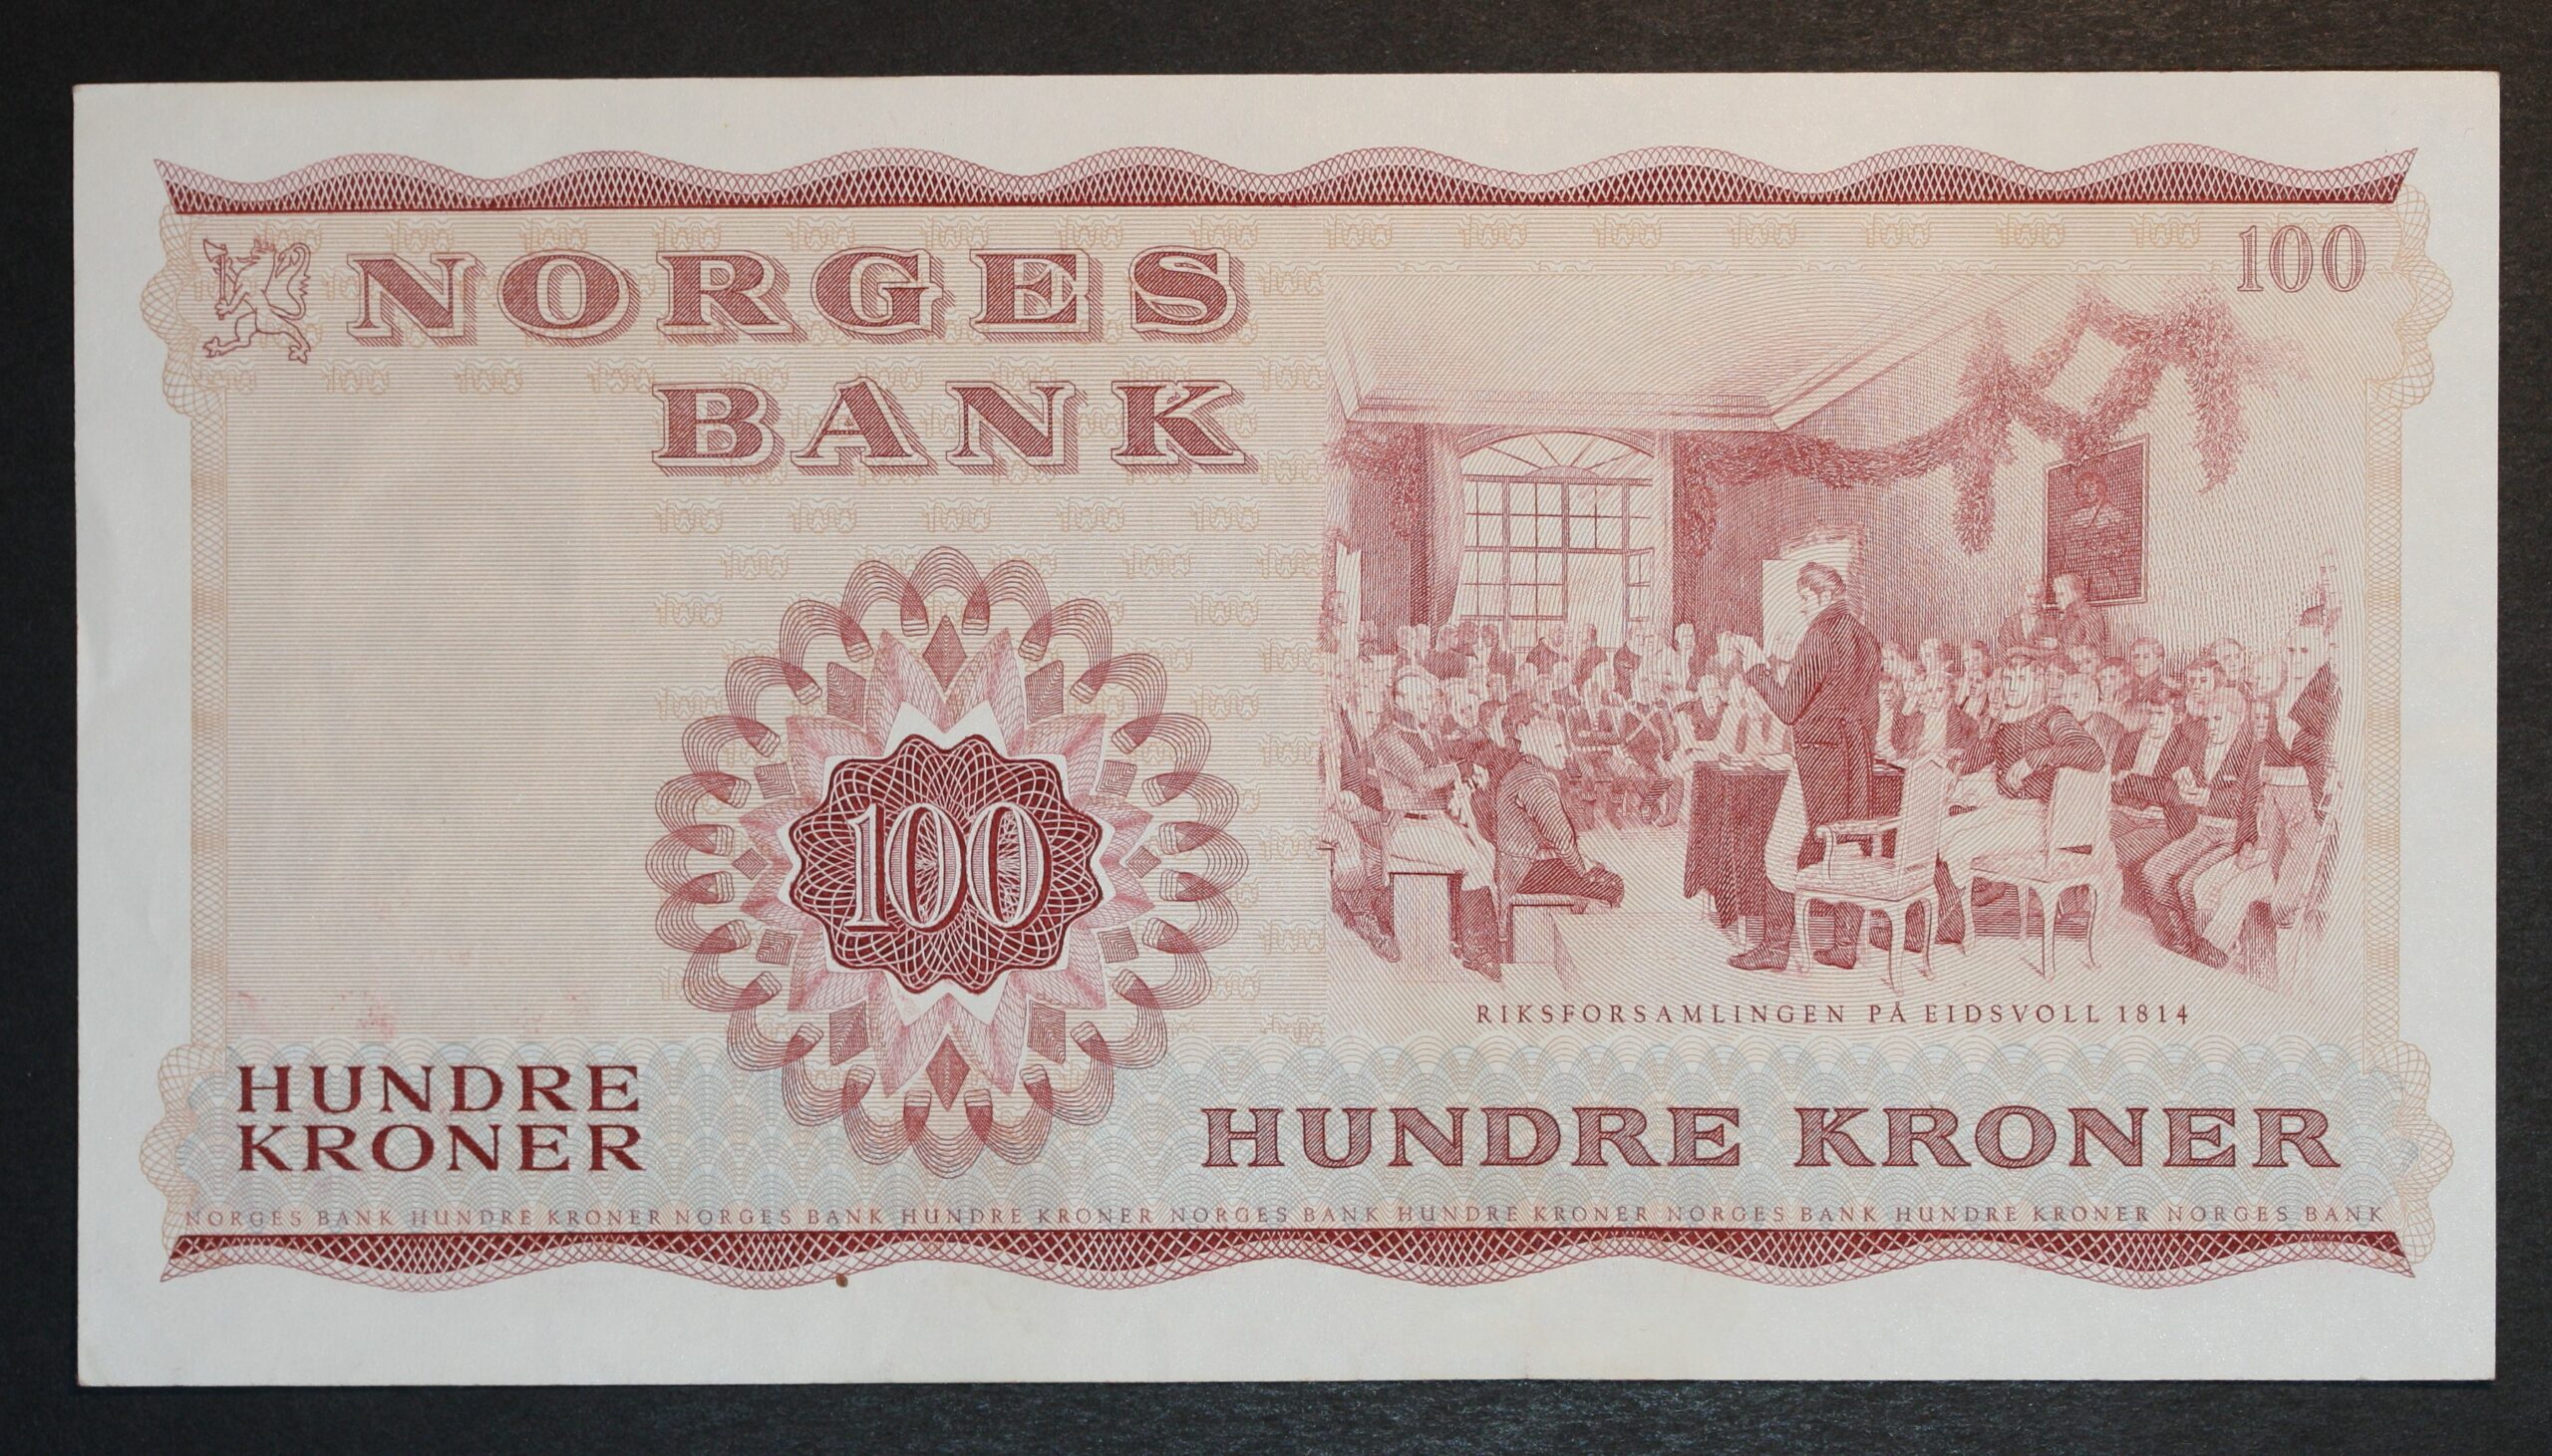 NORGES
BANK
100
100
RIKSFORSAMLINGEN PÅ EIDSVOLL 1814
HUNDRE
KRONER
HUNDRE KRONER
NORGES BANK HUNDRE KRONER NORGES BANK HUNDRE KRONER NORGES BANK HUNDRE KRONER NORGES BANK HUNDRE KRONER NORGES BANK